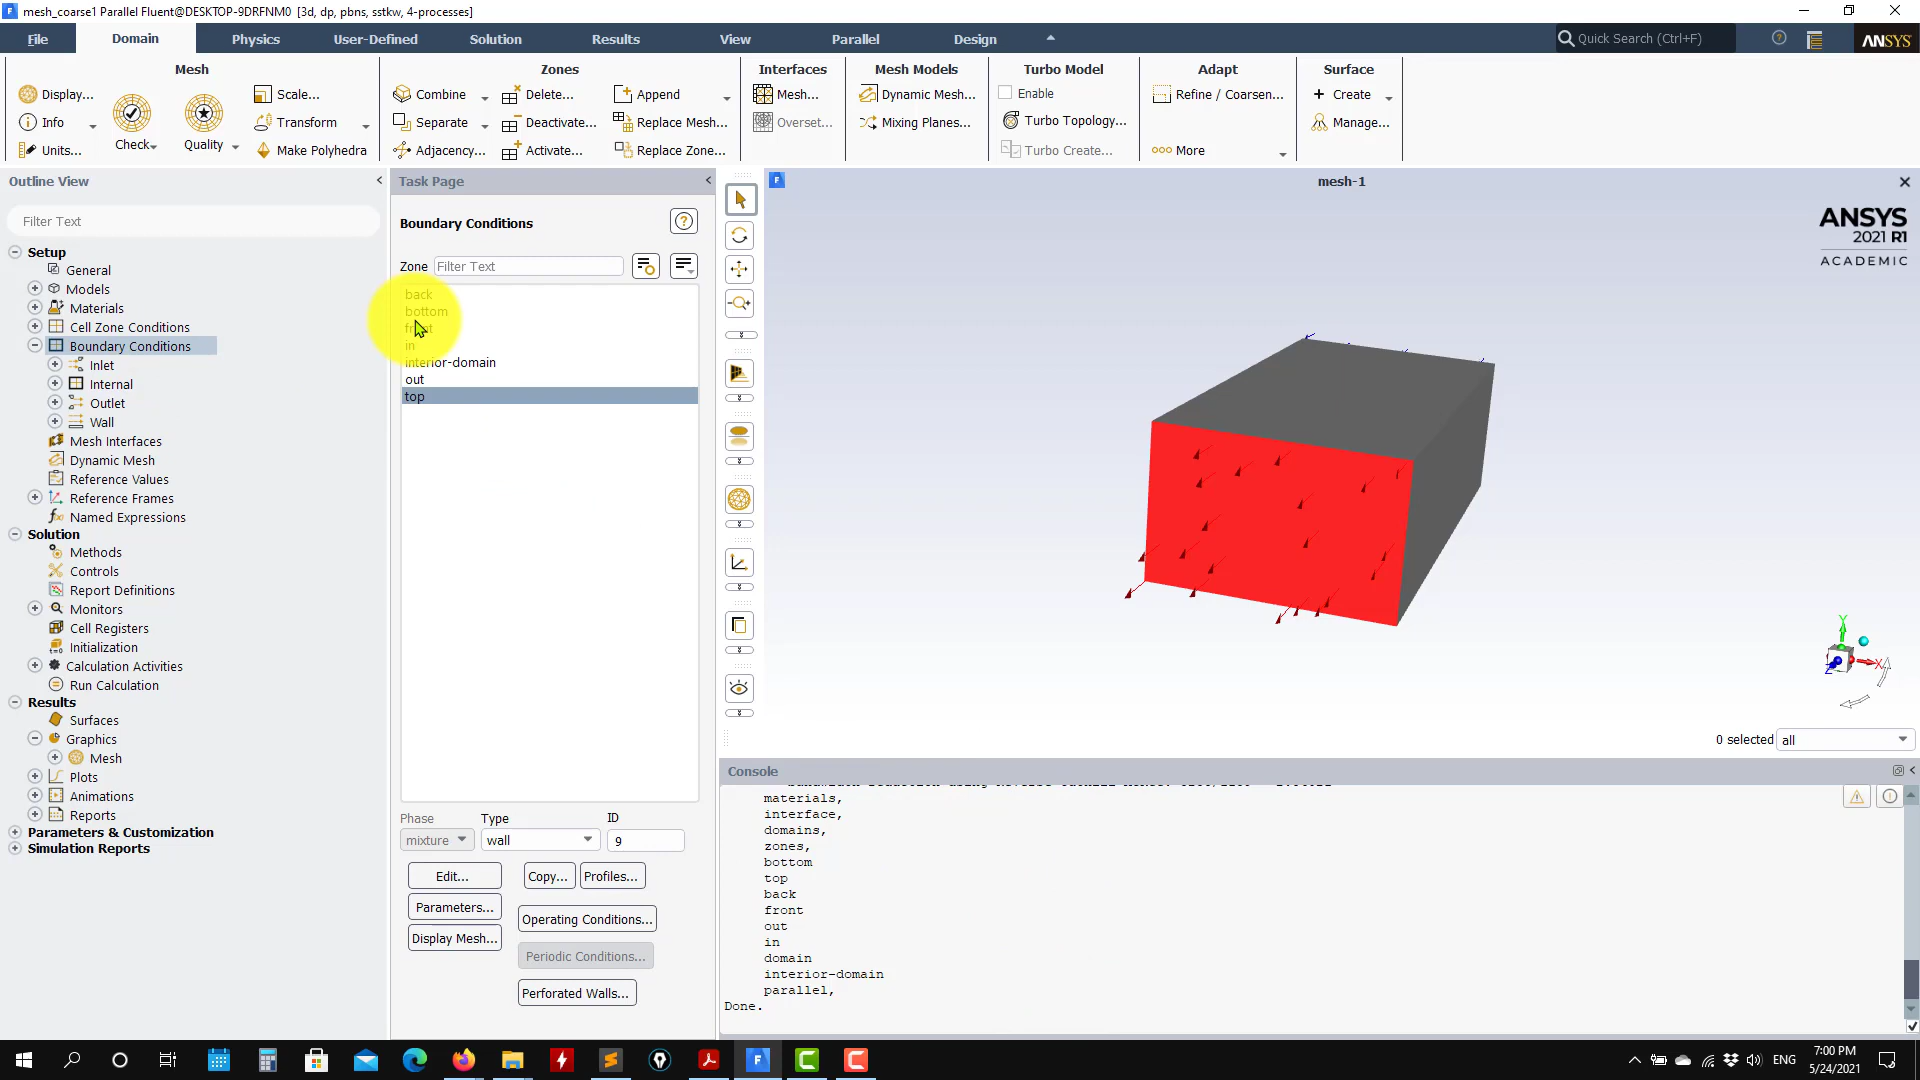 mesh_coarse1 Parallel Fluent@DESKTOP-9DRFNM0 [3d, dp, pbns, sstkw, 4-processes]
File Domain Physics User-Defined Solution Results View Parallel Design Quick Search (Ctrl+F) ANSYS
Mesh Zones Interfaces Mesh Models Turbo Model Adapt Surface
Display... Scale... Combine Delete... Append Mesh... Dynamic Mesh... Enable Refine / Coarsen... Create
Info Transform Separate Deactivate... Replace Mesh... Overset... Mixing Planes... Turbo Topology... Manage...
Units... Check Quality Make Polyhedra Adjacency... Activate... Replace Zone... Turbo Create... More
Outline View
Filter Text
Setup
General
Models
Materials
Cell Zone Conditions
Boundary Conditions
Inlet
Internal
Outlet
Wall
Mesh Interfaces
Dynamic Mesh
Reference Values
Reference Frames
Named Expressions
Solution
Methods
Controls
Report Definitions
Monitors
Cell Registers
Initialization
Calculation Activities
Run Calculation
Results
Surfaces
Graphics
Mesh
Plots
Animations
Reports
Parameters & Customization
Simulation Reports
Task Page
Boundary Conditions
Zone Filter Text
back
bottom
front
in
interior-domain
out
top
Phase Type ID
mixture wall 9
Edit... Copy... Profiles...
Parameters... Operating Conditions...
Display Mesh... Periodic Conditions...
Perforated Walls...
mesh-1
ANSYS
2021 R1
ACADEMIC
Y
X
Z
0 selected all
Console
materials,
interface,
domains,
zones,
bottom
top
back
front
out
in
domain
interior-domain
parallel,
Done.
ENG
7:00 PM
5/24/2021